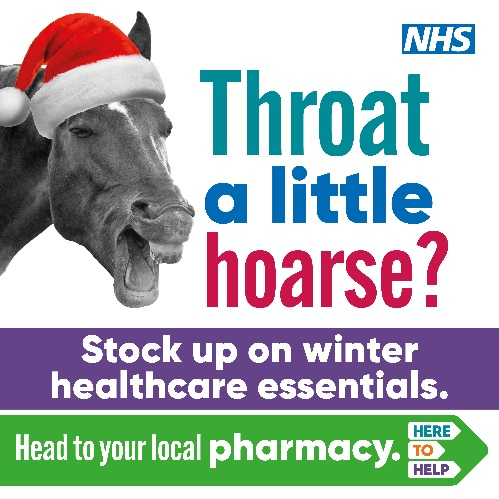 NHS
Throat
a little
hoarse?
Stock up on winter
healthcare essentials.
Head to your local pharmacy.
HERE
TO
HELP